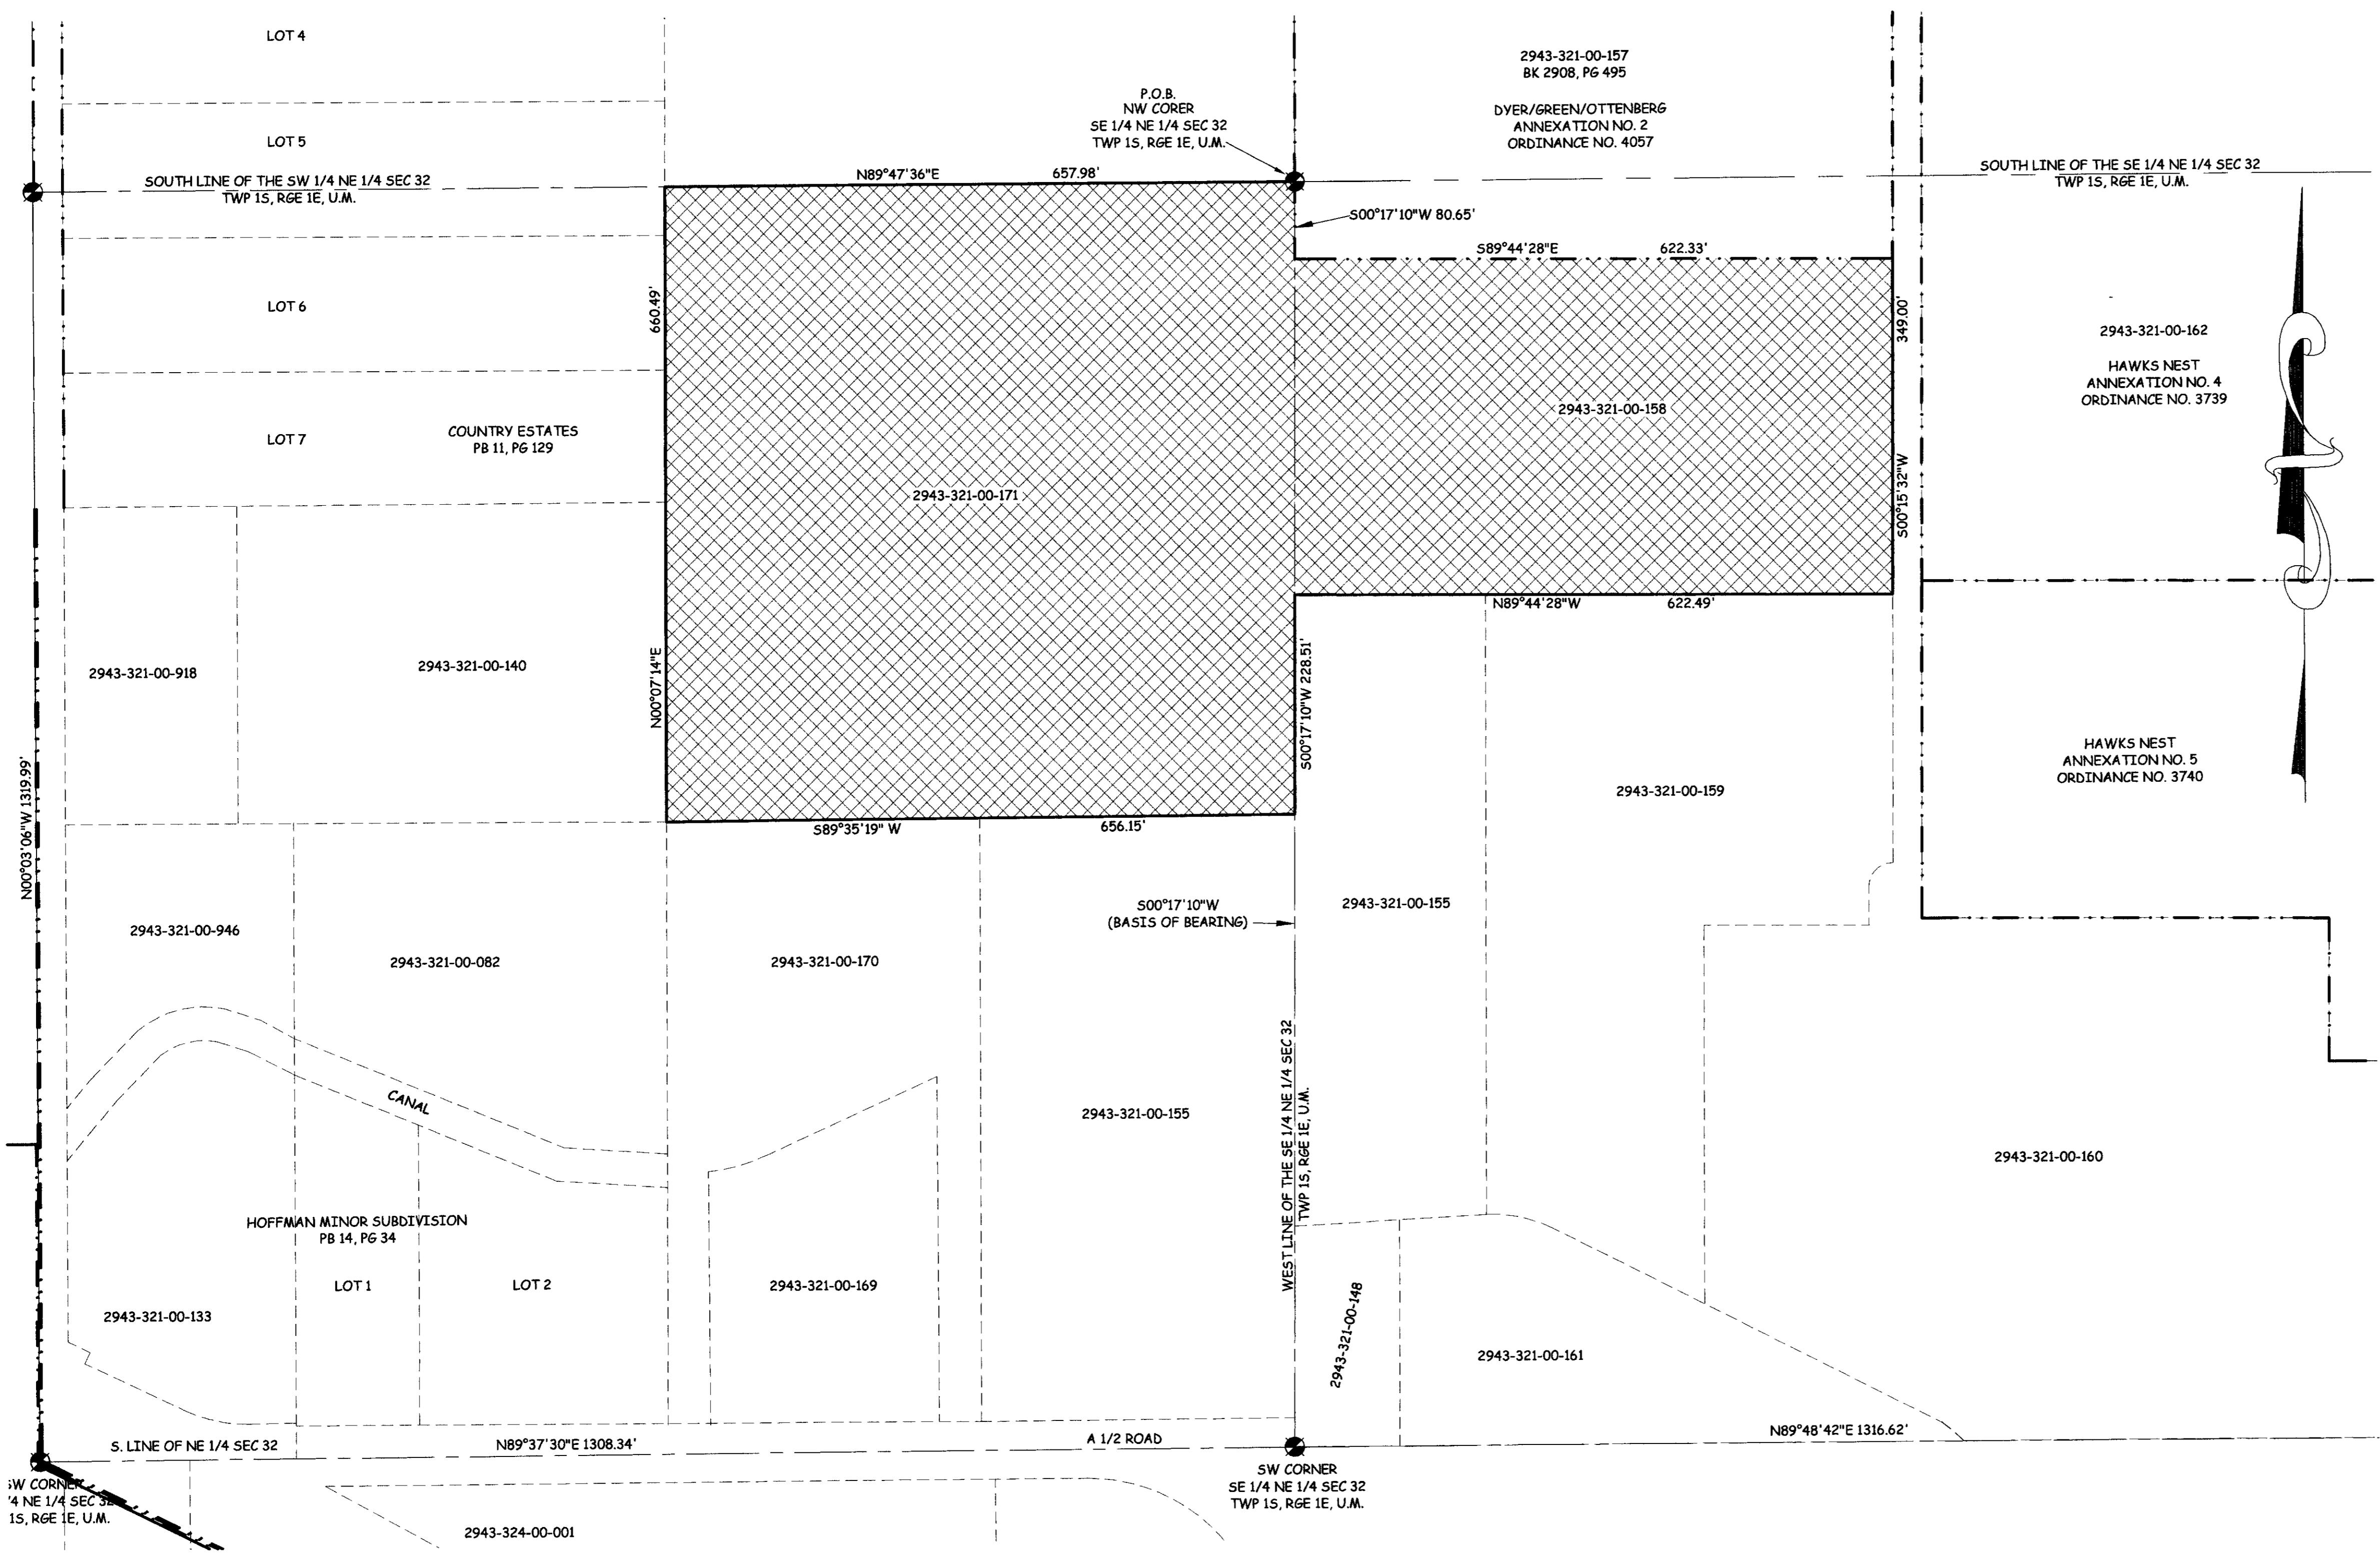 LOT 4
2943-321-00-157
BK 2908, PG 495
DYER/GREEN/OTTENBERG
ANNEXATION NO. 2
ORDINANCE NO. 4057
P.O.B.
NW CORER
SE 1/4 NE 1/4 SEC 32
TWP 1S, RGE 1E, U.M.
LOT 5
SOUTH LINE OF THE SW 1/4 NE 1/4 SEC 32
TWP 1S, RGE 1E, U.M.
N89°47'36"E 657.98'
SOUTH LINE OF THE SE 1/4 NE 1/4 SEC 32
TWP 1S, RGE 1E, U.M.
S00°17'10"W 80.65'
S89°44'28"E 622.33'
LOT 6
660.49'
349.00'
2943-321-00-162
HAWKS NEST
ANNEXATION NO. 4
ORDINANCE NO. 3739
2943-321-00-158
LOT 7
COUNTRY ESTATES
PB 11, PG 129
2943-321-00-171
S00°15'32"W
N89°44'28"W 622.49'
2943-321-00-918
2943-321-00-140
N00°07'14"E
S00°17'10"W 228.51'
HAWKS NEST
ANNEXATION NO. 5
ORDINANCE NO. 3740
2943-321-00-159
N00°03'06"W 1319.99'
S89°35'19" W 656.15'
S00°17'10"W
(BASIS OF BEARING)
2943-321-00-155
2943-321-00-946
2943-321-00-082
2943-321-00-170
CANAL
2943-321-00-155
WEST LINE OF THE SE 1/4 NE 1/4 SEC 32
TWP 1S, RGE 1E, U.M.
2943-321-00-160
HOFFMAN MINOR SUBDIVISION
PB 14, PG 34
LOT 1
LOT 2
2943-321-00-169
2943-321-00-133
2943-321-00-148
2943-321-00-161
S. LINE OF NE 1/4 SEC 32
N89°37'30"E 1308.34'
A 1/2 ROAD
N89°48'42"E 1316.62'
SW CORNER
'4 NE 1/4 SEC 32
1S, RGE 1E, U.M.
SW CORNER
SE 1/4 NE 1/4 SEC 32
TWP 1S, RGE 1E, U.M.
2943-324-00-001